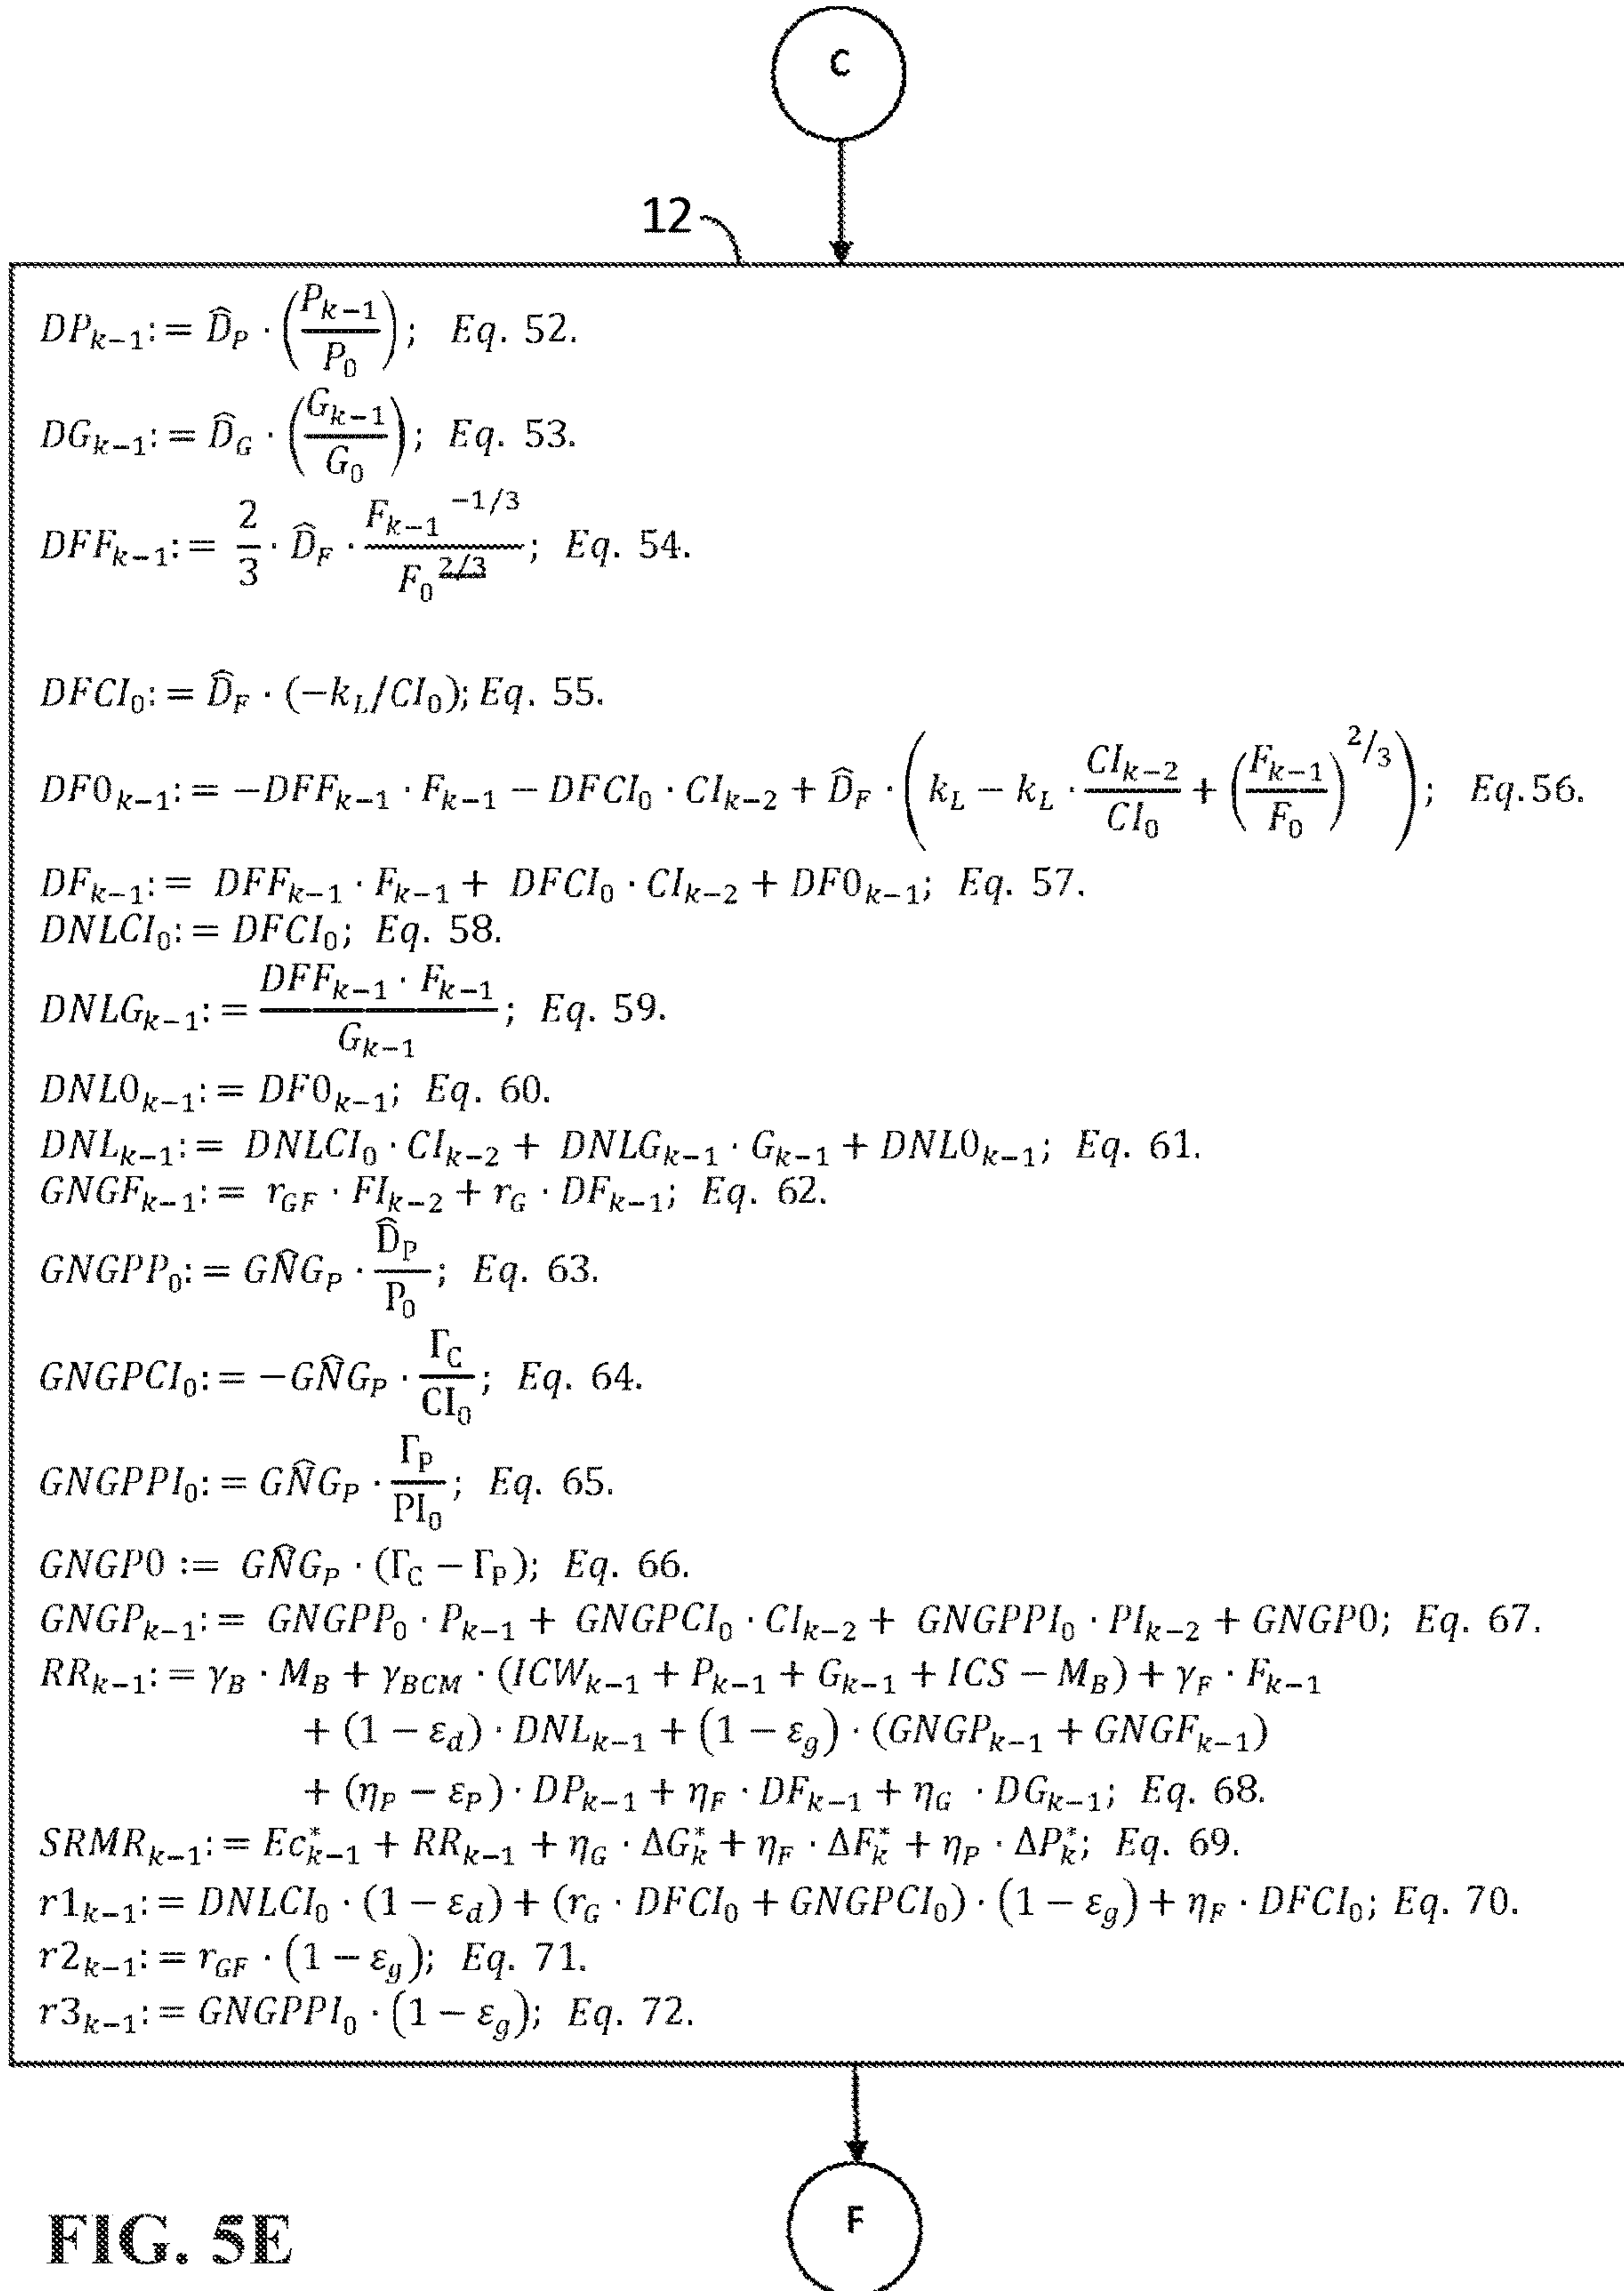 C
12
DP_{k−1}:= D̂_P · (P_{k−1}/P_0); Eq. 52.
DG_{k−1}:= D̂_G · (G_{k−1}/G_0); Eq. 53.
DFF_{k−1}:= 2/3 · D̂_F · F_{k−1}^{−1/3}/F_0^{2/3}; Eq. 54.
DFCI_0:= D̂_F · (−k_L/CI_0); Eq. 55.
DF0_{k−1}:= −DFF_{k−1} · F_{k−1} − DFCI_0 · CI_{k−2} + D̂_F · (k_L − k_L · CI_{k−2}/CI_0 + (F_{k−1}/F_0)^{2/3}); Eq.56.
DF_{k−1}:= DFF_{k−1} · F_{k−1} + DFCI_0 · CI_{k−2} + DF0_{k−1}; Eq. 57.
DNLCI_0:= DFCI_0; Eq. 58.
DNLG_{k−1}:= DFF_{k−1} · F_{k−1}/G_{k−1}; Eq. 59.
DNL0_{k−1}:= DF0_{k−1}; Eq. 60.
DNL_{k−1}:= DNLCI_0 · CI_{k−2} + DNLG_{k−1} · G_{k−1} + DNL0_{k−1}; Eq. 61.
GNGF_{k−1}:= r_{GF} · FI_{k−2} + r_G · DF_{k−1}; Eq. 62.
GNGPP_0:= GN̂G_P · D̂_P/P_0; Eq. 63.
GNGPCI_0:= −GN̂G_P · Γ_C/CI_0; Eq. 64.
GNGPPI_0:= GN̂G_P · Γ_P/PI_0; Eq. 65.
GNGP0 := GN̂G_P · (Γ_C − Γ_P); Eq. 66.
GNGP_{k−1}:= GNGPP_0 · P_{k−1} + GNGPCI_0 · CI_{k−2} + GNGPPI_0 · PI_{k−2} + GNGP0; Eq. 67.
RR_{k−1}:= γ_B · M_B + γ_{BCM} · (ICW_{k−1} + P_{k−1} + G_{k−1} + ICS − M_B) + γ_F · F_{k−1}
+ (1 − ε_d) · DNL_{k−1} + (1 − ε_g) · (GNGP_{k−1} + GNGF_{k−1})
+ (η_P − ε_P) · DP_{k−1} + η_F · DF_{k−1} + η_G · DG_{k−1}; Eq. 68.
SRMR_{k−1}:= Ec*_{k−1} + RR_{k−1} + η_G · ΔG*_k + η_F · ΔF*_k + η_P · ΔP*_k; Eq. 69.
r1_{k−1}:= DNLCI_0 · (1 − ε_d) + (r_G · DFCI_0 + GNGPCI_0) · (1 − ε_g) + η_F · DFCI_0; Eq. 70.
r2_{k−1}:= r_{GF} · (1 − ε_g); Eq. 71.
r3_{k−1}:= GNGPPI_0 · (1 − ε_g); Eq. 72.
F
FIG. 5E